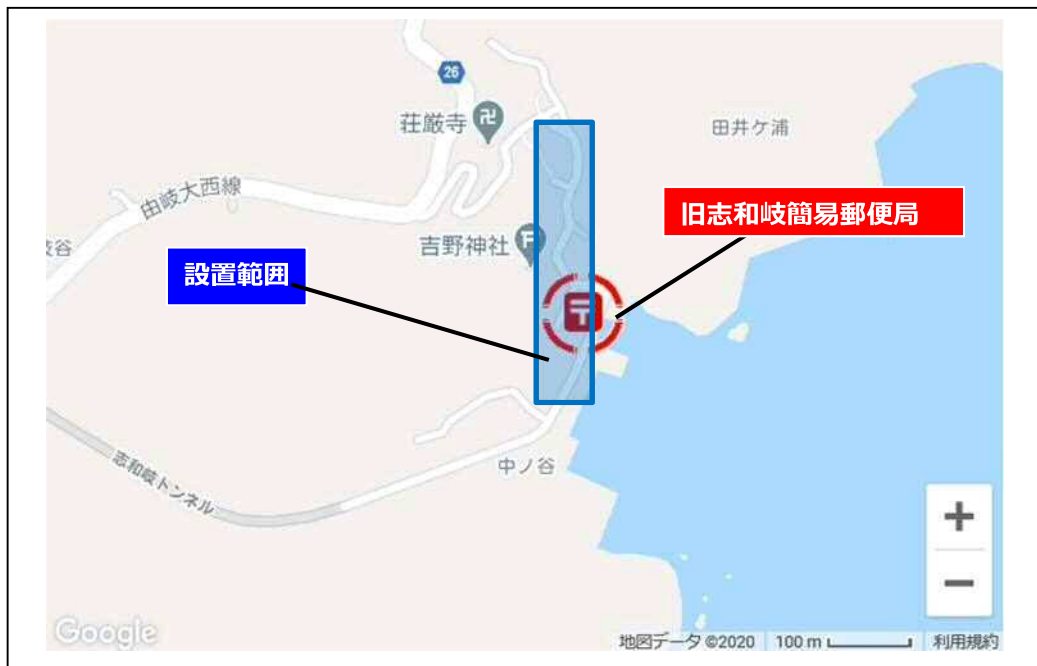 26
荘厳寺
田井ケ浦
由岐大西線
旧志和岐簡易郵便局
岐谷
吉野神社
設置範囲
中ノ谷
志和岐トンネル
Google
地図データ ©2020
100 m
利用規約